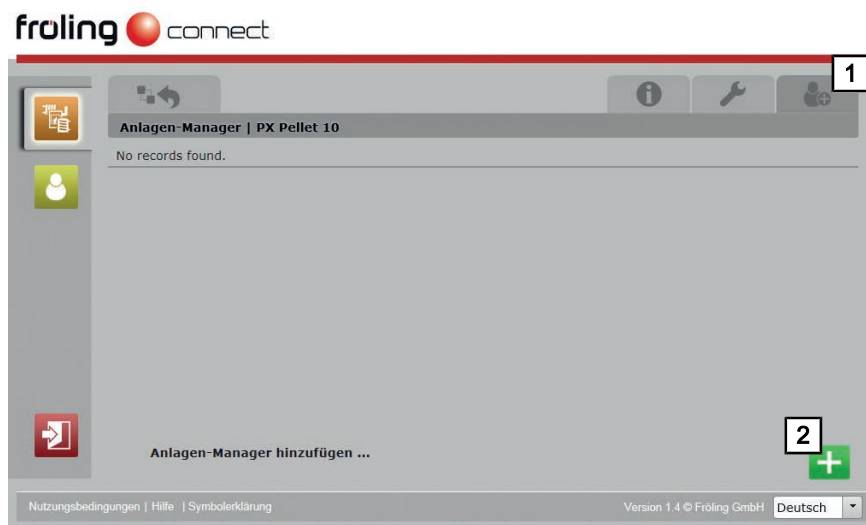 fröling connect
1
Anlagen-Manager | PX Pellet 10
No records found.
Anlagen-Manager hinzufügen ...
2
Nutzungsbedingungen | Hilfe | Symbolerklärung
Version 1.4 © Fröling GmbH
Deutsch